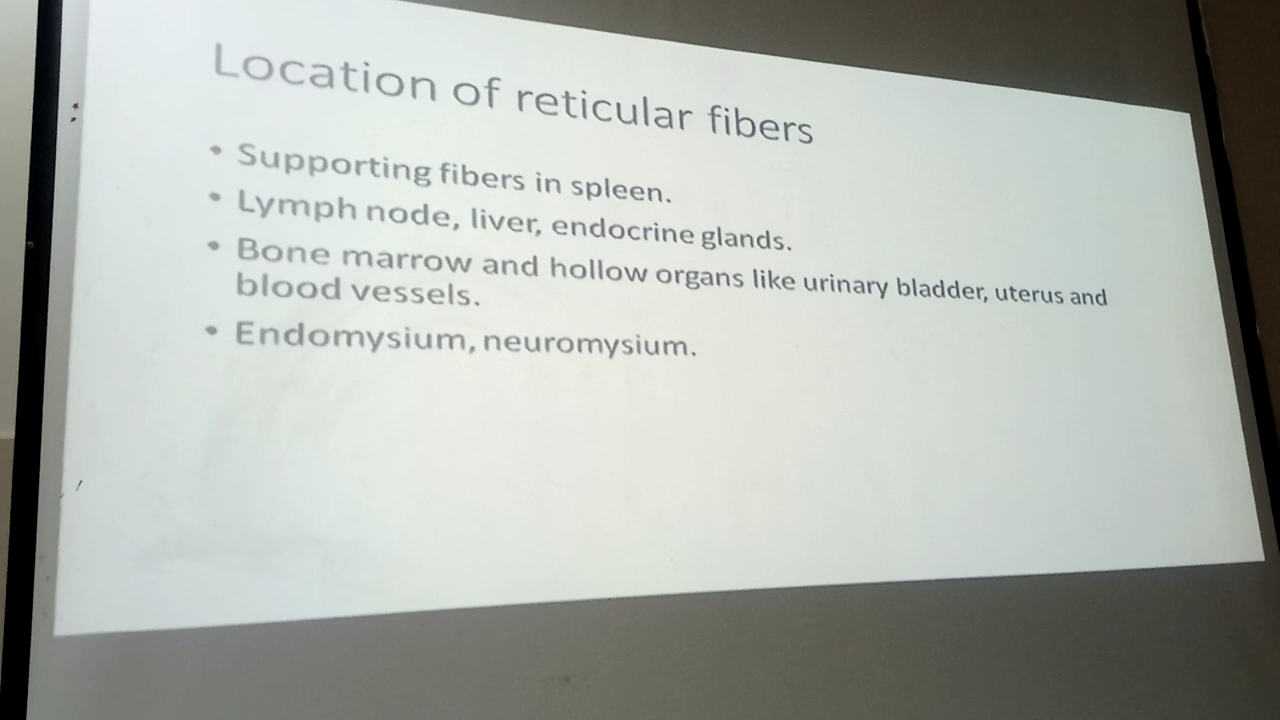 Location of reticular fibers
• Supporting fibers in spleen.
• Lymph node, liver, endocrine glands.
• Bone marrow and hollow organs like urinary bladder, uterus and
blood vessels.
• Endomysium, neuromysium.